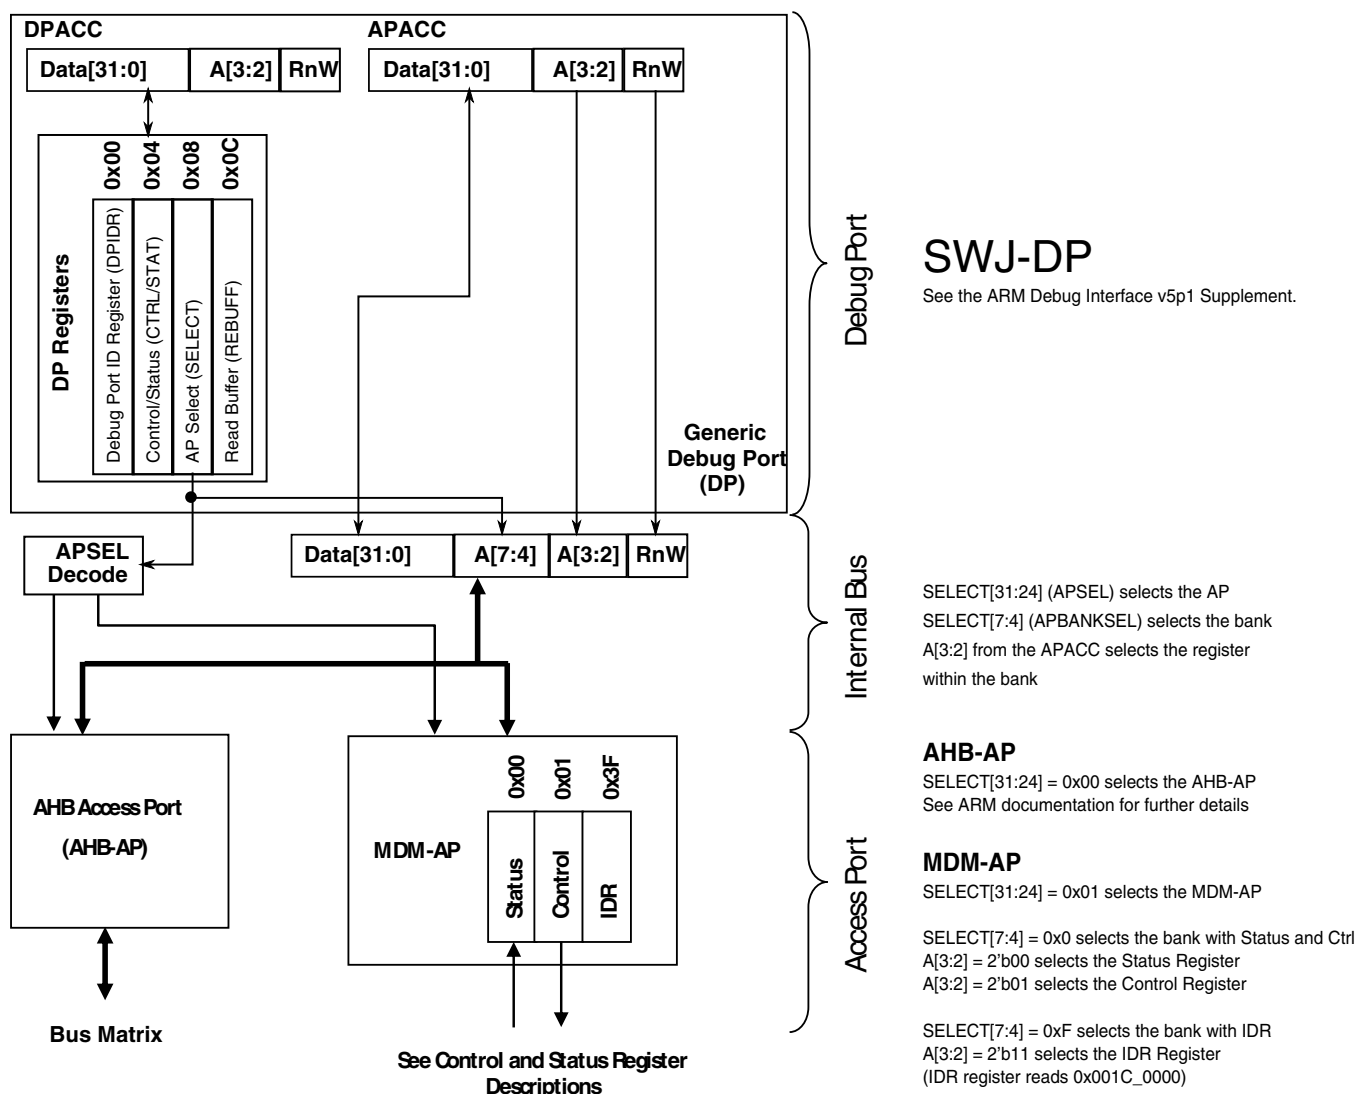 DPACC
APACC
Data[31:0] A[3:2] RnW
Data[31:0] A[3:2] RnW
DP Registers
0x00
0x04
0x08
0x0C
Debug Port ID Register (DPIDR)
Control/Status (CTRL/STAT)
AP Select (SELECT)
Read Buffer (REBUFF)
Generic
Debug Port
(DP)
Debug Port
SWJ-DP
See the ARM Debug Interface v5p1 Supplement.
APSEL
Decode
Data[31:0] A[7:4] A[3:2] RnW
Internal Bus
SELECT[31:24] (APSEL) selects the AP
SELECT[7:4] (APBANKSEL) selects the bank
A[3:2] from the APACC selects the register
within the bank
AHB Access Port
(AHB-AP)
Bus Matrix
MDM-AP
0x00
0x01
0x3F
Status
Control
IDR
See Control and Status Register
Descriptions
Access Port
AHB-AP
SELECT[31:24] = 0x00 selects the AHB-AP
See ARM documentation for further details
MDM-AP
SELECT[31:24] = 0x01 selects the MDM-AP
SELECT[7:4] = 0x0 selects the bank with Status and Ctrl
A[3:2] = 2'b00 selects the Status Register
A[3:2] = 2'b01 selects the Control Register
SELECT[7:4] = 0xF selects the bank with IDR
A[3:2] = 2'b11 selects the IDR Register
(IDR register reads 0x001C_0000)